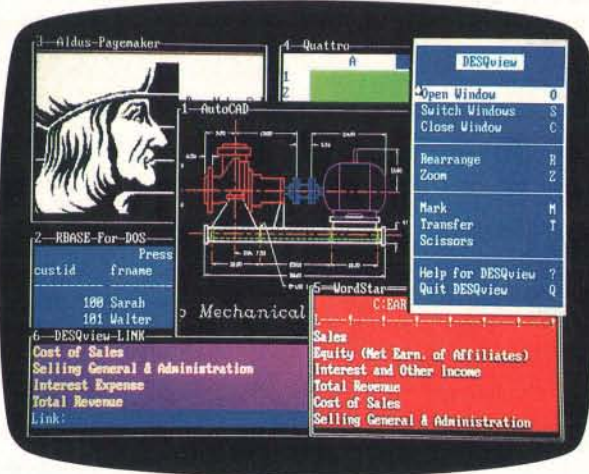 3-Aldus-Pagemaker
4-Quattro
A
1
2
1-AutoCAD
2-RBASE-For-DOS
Press
custid frname
100 Sarah
101 Walter
Mechanical
5-WordStar
C:EAR
L
Sales
Equity (Net Earn. of Affiliates)
Interest and Other Income
Total Revenue
Cost of Sales
Selling General & Administration
6-DESQview-LINK
Cost of Sales
Selling General & Administration
Interest Expense
Total Revenue
Link:
DESQview
Open Window O
Switch Windows S
Close Window C
Rearrange R
Zoom Z
Mark M
Transfer T
Scissors
Help for DESQview ?
Quit DESQview Q